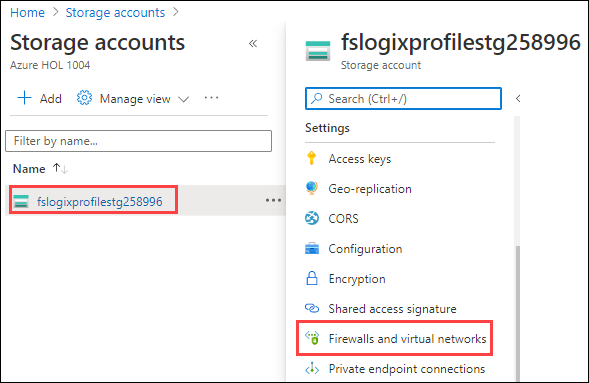 Home > Storage accounts >
Storage accounts
Azure HOL 1004
Add Manage view ...
Filter by name...
Name
fslogixprofilestg258996 ...
fslogixprofilestg258996
Storage account
Search (Ctrl+/)
Settings
Access keys
Geo-replication
CORS
Configuration
Encryption
Shared access signature
Firewalls and virtual networks
Private endpoint connections